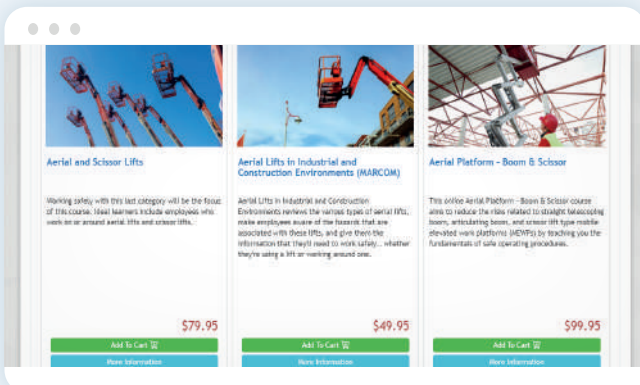 Aerial and Scissor Lifts
Working safely with this last category will be the focus
of this course. Ideal learners include employees who
work on or around aerial lifts and scissor lifts.
$79.95
Add To Cart
More Information
Aerial Lifts in Industrial and
Construction Environments (MARCOM)
Aerial Lifts in Industrial and Construction
Environments reviews the various types of aerial lifts,
make employees aware of the hazards that are
associated with these lifts, and give them the
information that they'll need to work safely... whether
they're using a lift or working around one.
$49.95
Add To Cart
More Information
Aerial Platform - Boom & Scissor
This online Aerial Platform - Boom & Scissor course
aims to reduce the risks related to straight telescoping
boom, articulating boom, and scissor lift type mobile
elevated work platforms (MEWPs) by teaching you the
fundamentals of safe operating procedures.
$99.95
Add To Cart
More Information